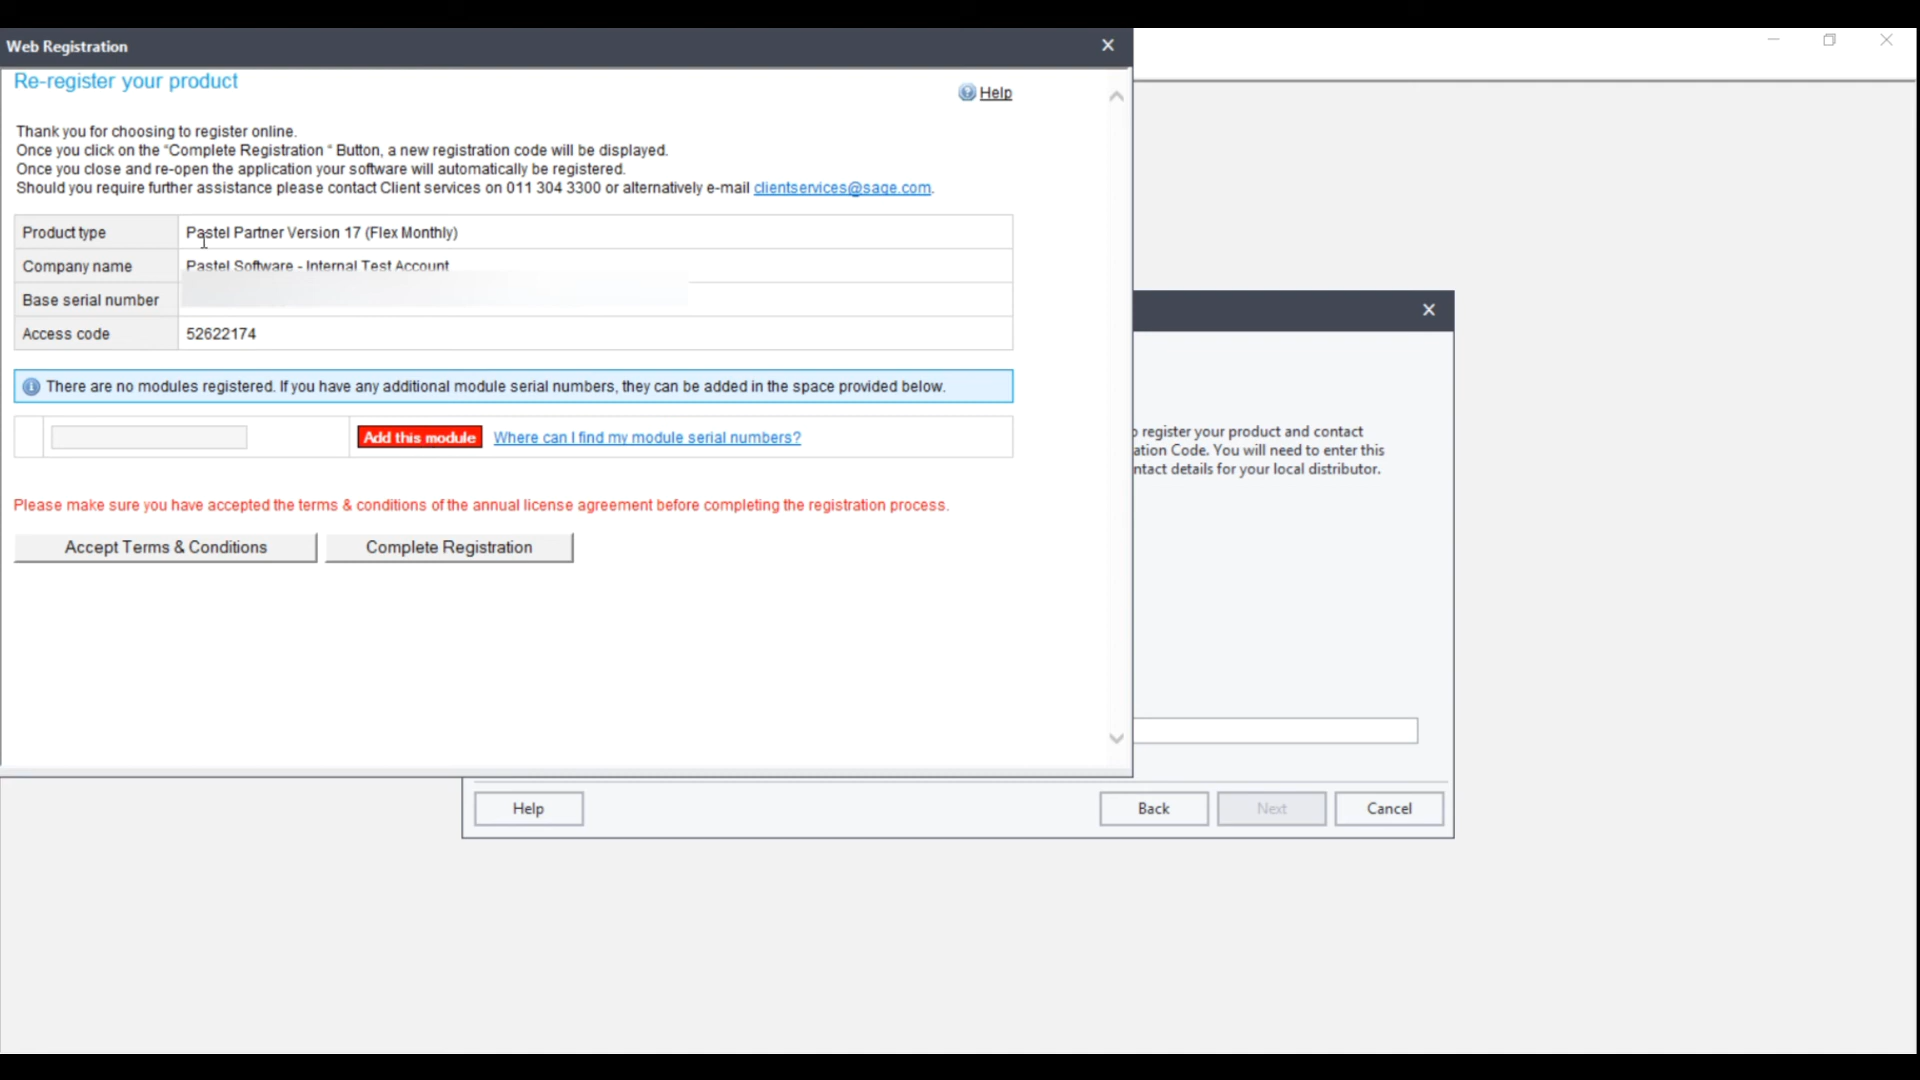 Web Registration
Re-register your product
Help
Thank you for choosing to register online.
Once you click on the "Complete Registration " Button, a new registration code will be displayed.
Once you close and re-open the application your software will automatically be registered.
Should you require further assistance please contact Client services on 011 304 3300 or alternatively e-mail clientservices@sage.com.
Product type Pastel Partner Version 17 (Flex Monthly)
Company name Pastel Software - Internal Test Account
Base serial number
Access code 52622174
There are no modules registered. If you have any additional module serial numbers, they can be added in the space provided below.
Add this module Where can I find my module serial numbers?
Please make sure you have accepted the terms & conditions of the annual license agreement before completing the registration process.
Accept Terms & Conditions Complete Registration
register your product and contact
ation Code. You will need to enter this
ntact details for your local distributor.
Help Back Next Cancel